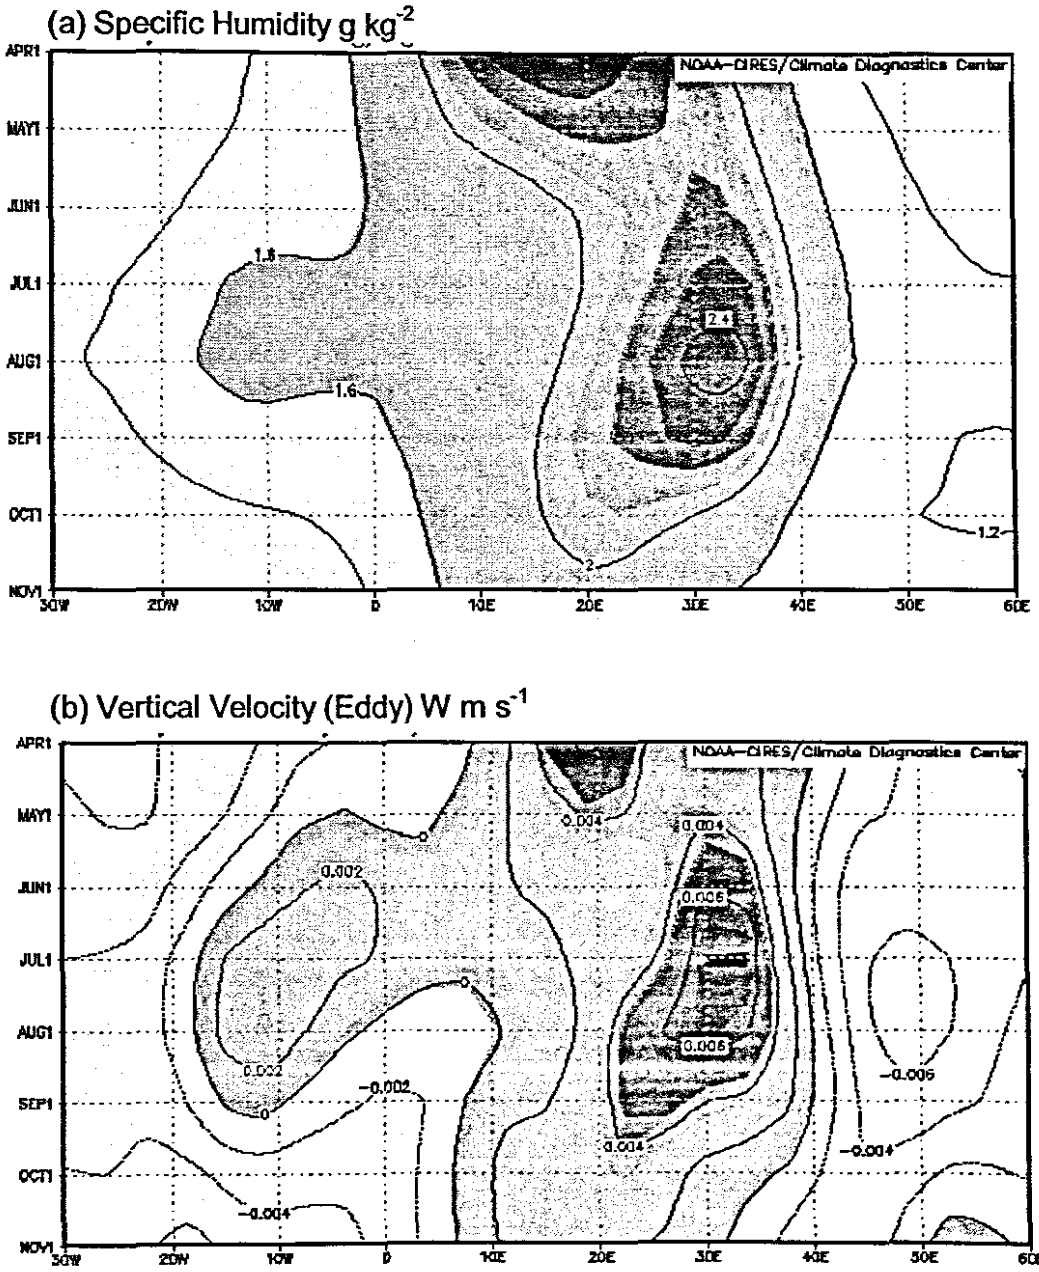 (a) Specific Humidity g kg-2
APR1
NOAA-CIRES/Climate Diagnostics Center
MAY1
JUN1
1.6
JUL1
2.4
AUG1
1.6
SEP1
OCT1
1.2
2
NOV1
30W 20W 10W 0 10E 20E 30E 40E 50E 60E
(b) Vertical Velocity (Eddy) W m s-1
APR1
NOAA-CIRES/Climate Diagnostics Center
MAY1
0.004 0.004
0
0.002
JUN1
0.006
JUL1
0
AUG1
0.006
0.002 -0.006
-0.002
SEP1
0
0.004 -0.004
OCT1
-0.004
NOV1
30W 20W 10W 0 10E 20E 30E 40E 50E 60E